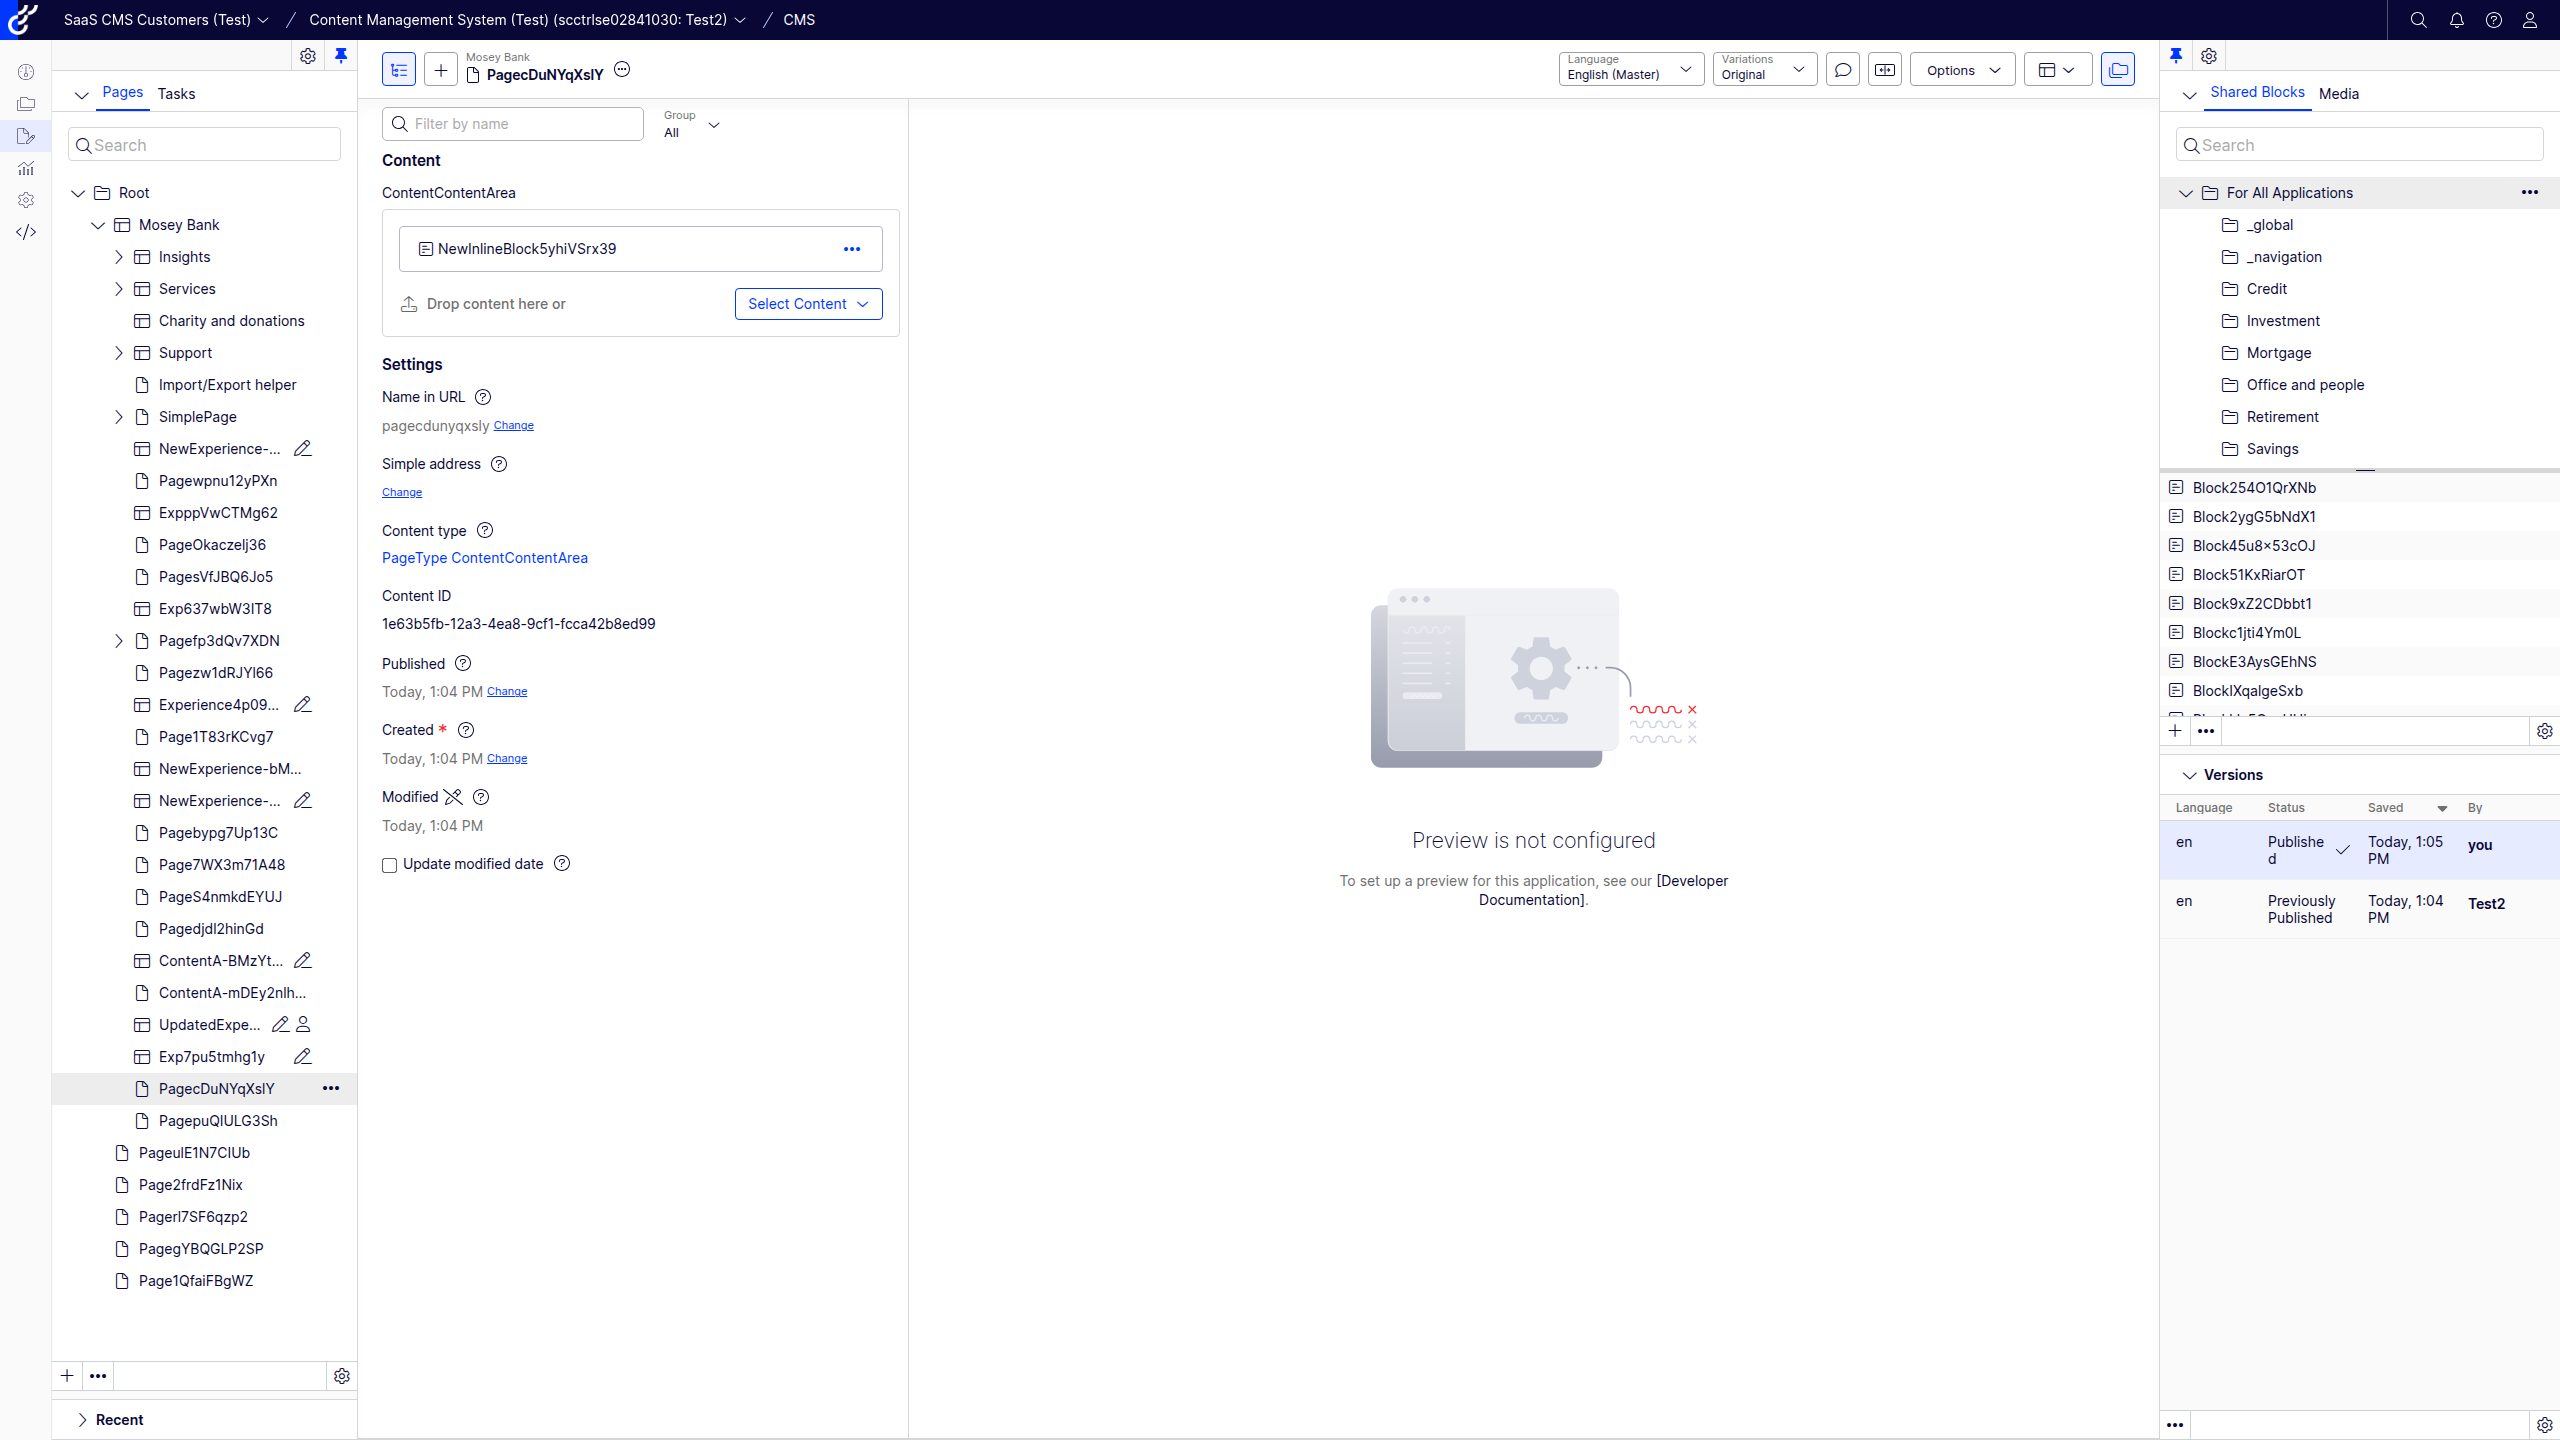 SaaS CMS Customers (Test)
Content Management System (Test) (scctrlse02841030: Test2)
CMS
Pages
Tasks
Search
Root
Mosey Bank
Insights
Services
Charity and donations
Support
Import/Export helper
SimplePage
NewExperience-...
Pagewpnu12yPXn
ExpppVwCTMg62
PageOkaczelj36
PagesVfJBQ6Jo5
Exp637wbW3IT8
Pagefp3dQv7XDN
Pagezw1dRJYl66
Experience4p09...
Page1T83rKCvg7
NewExperience-bM...
NewExperience-...
Pagebypg7Up13C
Page7WX3m71A48
PageS4nmkdEYUJ
Pagedjdl2hinGd
ContentA-BMzYt...
ContentA-mDEy2nlh...
UpdatedExpe...
Exp7pu5tmhg1y
PagecDuNYqXslY
PagepuQlULG3Sh
PageulE1N7ClUb
Page2frdFz1Nix
Pagerl7SF6qzp2
PagegYBQGLP2SP
Page1QfaiFBgWZ
Recent
Mosey Bank
PagecDuNYqXslY
Language
English (Master)
Variations
Original
Options
Filter by name
Group
All
Content
ContentContentArea
NewInlineBlock5yhiVSrx39
Drop content here or
Select Content
Settings
Name in URL
pagecdunyqxsly Change
Simple address
Change
Content type
PageType ContentContentArea
Content ID
1e63b5fb-12a3-4ea8-9cf1-fcca42b8ed99
Published
Today, 1:04 PM Change
Created *
Today, 1:04 PM Change
Modified
Today, 1:04 PM
Update modified date
Preview is not configured
To set up a preview for this application, see our [Developer
Documentation].
Shared Blocks
Media
Search
For All Applications
_global
_navigation
Credit
Investment
Mortgage
Office and people
Retirement
Savings
Block254O1QrXNb
Block2ygG5bNdX1
Block45u8x53cOJ
Block51KxRiarOT
Block9xZ2CDbbt1
Blockc1jti4Ym0L
BlockE3AysGEhNS
BlockIXqalgeSxb
Versions
Language Status Saved By
en Publishe
d Today, 1:05
PM you
en Previously
Published Today, 1:04
PM Test2